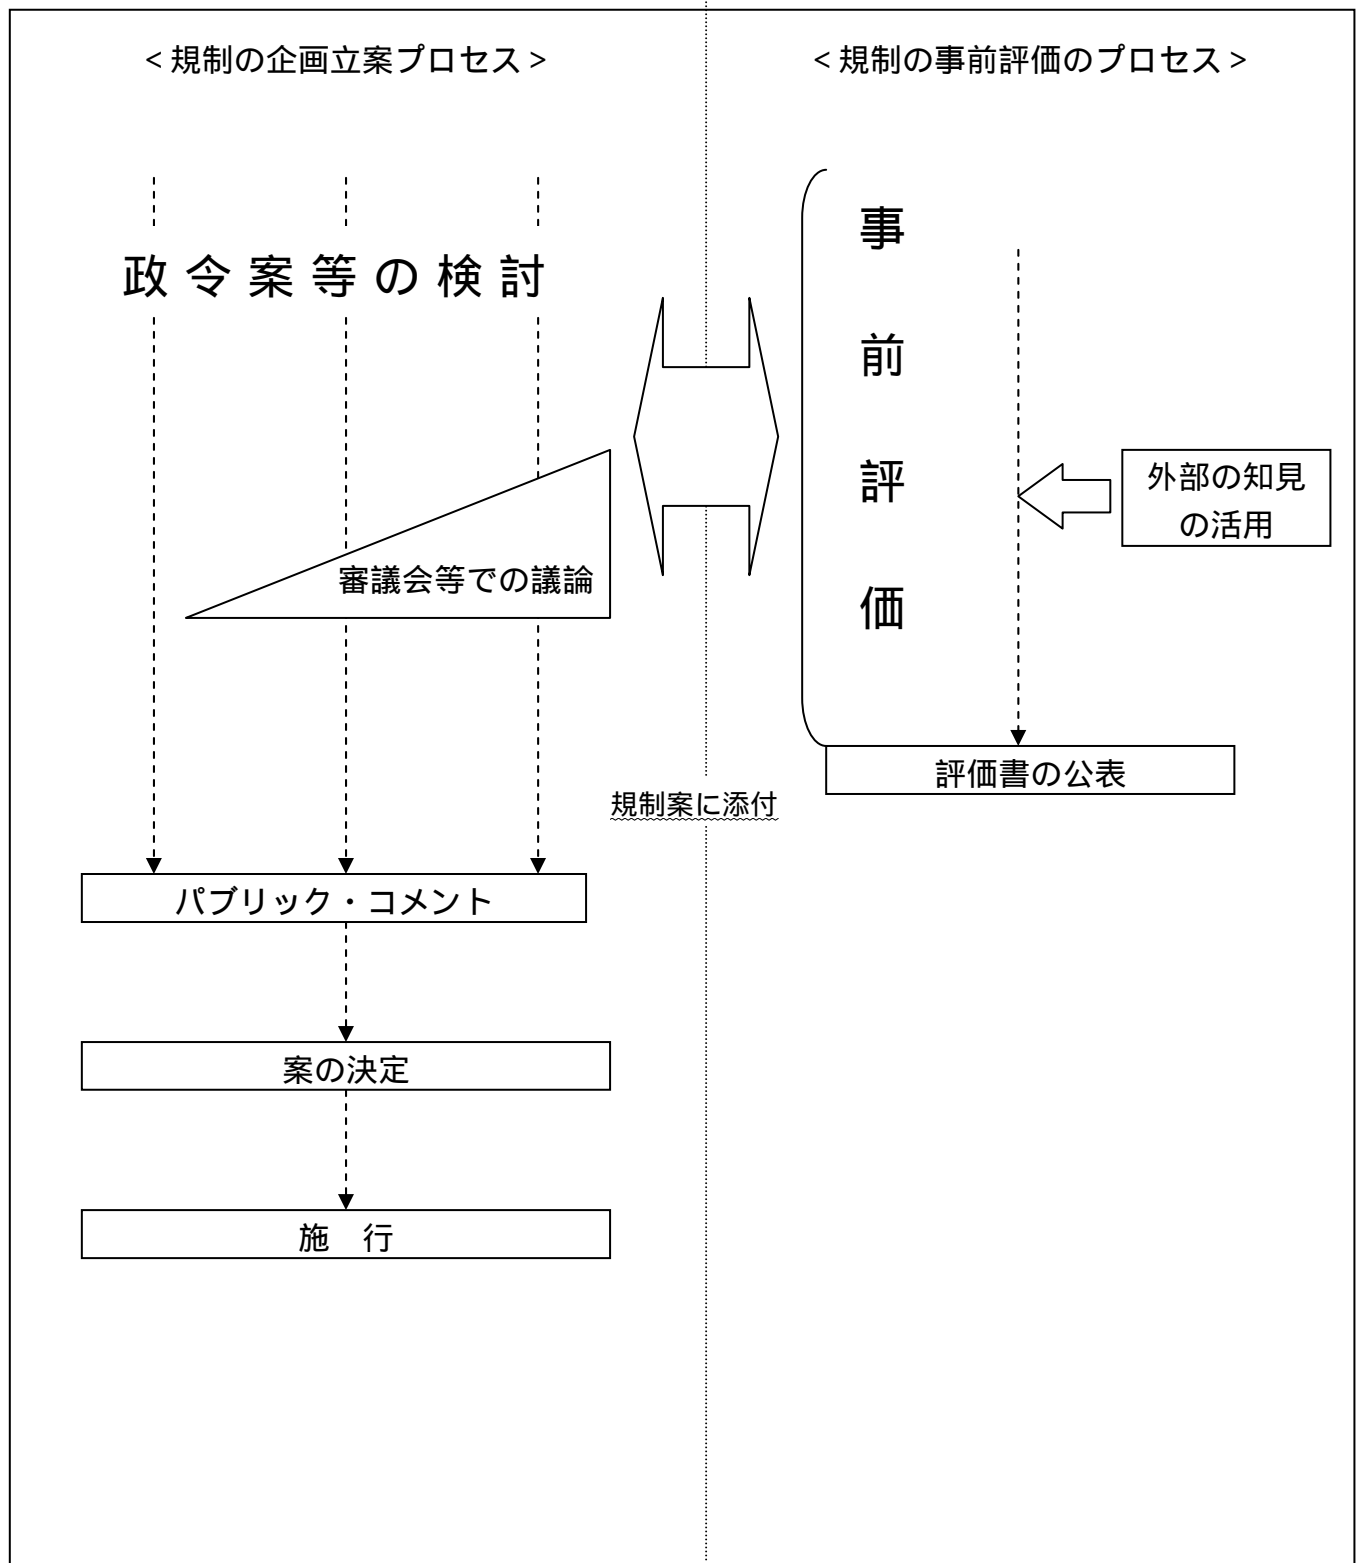 <規制の企画立案プロセス>
<規制の事前評価のプロセス>
政令案等の検討
審議会等での議論
事前評価
外部の知見
の活用
評価書の公表
規制案に添付
パブリック・コメント
案の決定
施　行